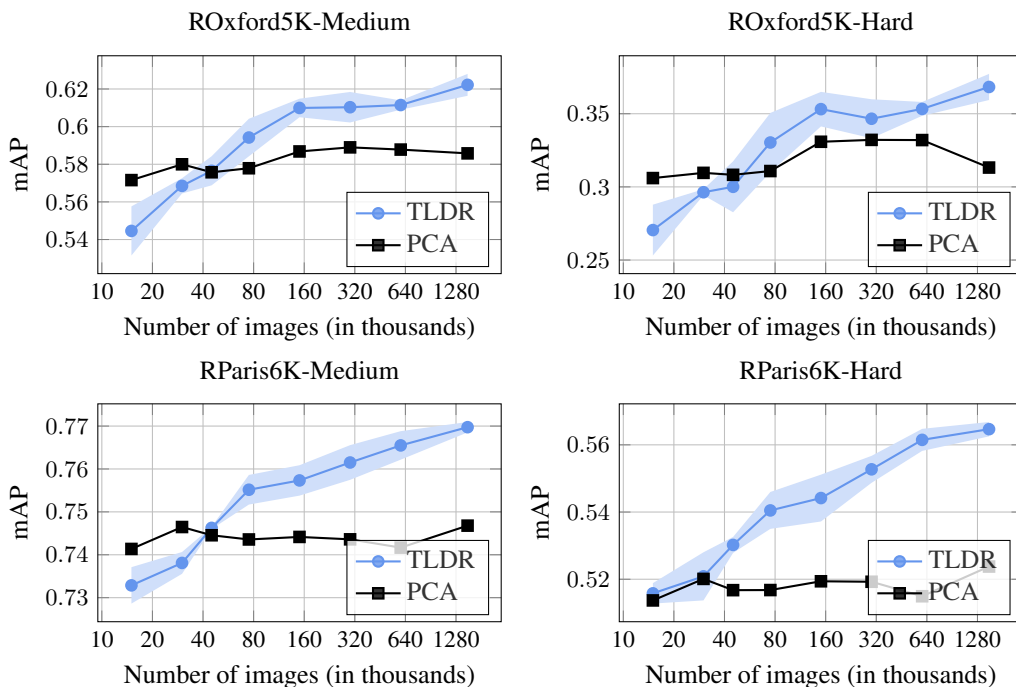 ROxford5K-Medium
mAP
0.62
0.6
0.58
0.56
0.54
TLDR
PCA
10 20 40 80 160 320 640 1280
Number of images (in thousands)
ROxford5K-Hard
mAP
0.35
0.3
0.25
TLDR
PCA
10 20 40 80 160 320 640 1280
Number of images (in thousands)
RParis6K-Medium
mAP
0.77
0.76
0.75
0.74
0.73
TLDR
PCA
10 20 40 80 160 320 640 1280
Number of images (in thousands)
RParis6K-Hard
mAP
0.56
0.54
0.52
TLDR
PCA
10 20 40 80 160 320 640 1280
Number of images (in thousands)